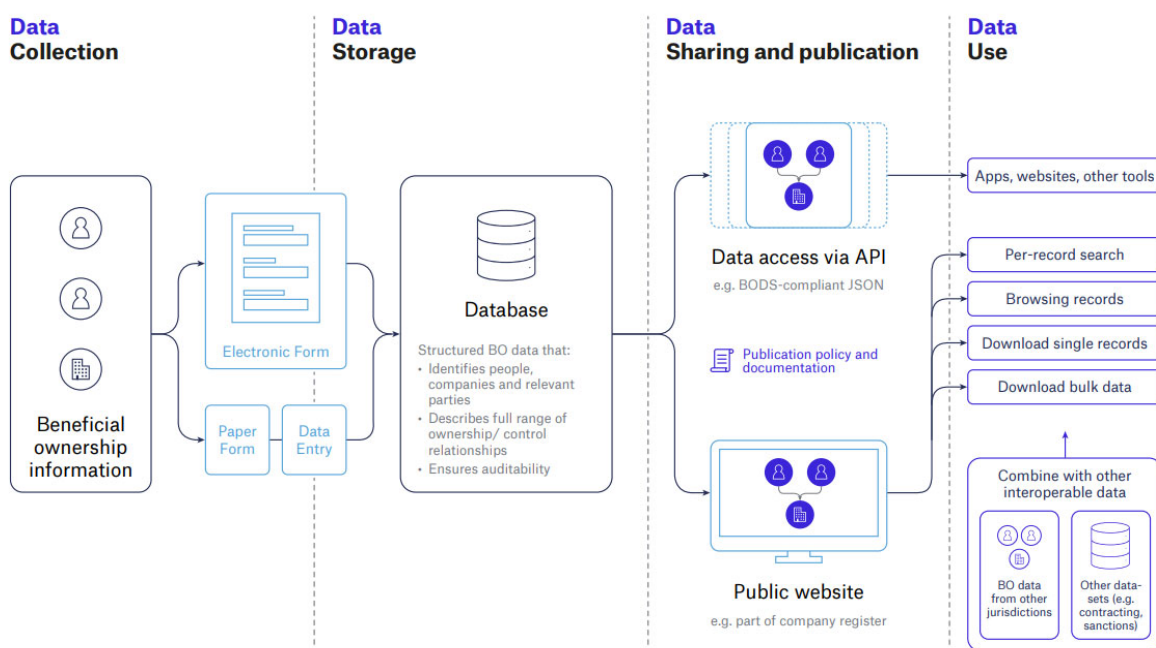 Data
Collection
Data
Storage
Data
Sharing and publication
Data
Use
Beneficial
ownership
information
Electronic Form
Paper
Form
Data
Entry
Database
Structured BO data that:
• Identifies people,
companies and relevant
parties
• Describes full range of
ownership/ control
relationships
• Ensures auditability
Data access via API
e.g. BODS-compliant JSON
Publication policy and
documentation
Public website
e.g. part of company register
Apps, websites, other tools
Per-record search
Browsing records
Download single records
Download bulk data
Combine with other
interoperable data
BO data
from other
jurisdictions
Other data-
sets (e.g.
contracting,
sanctions)